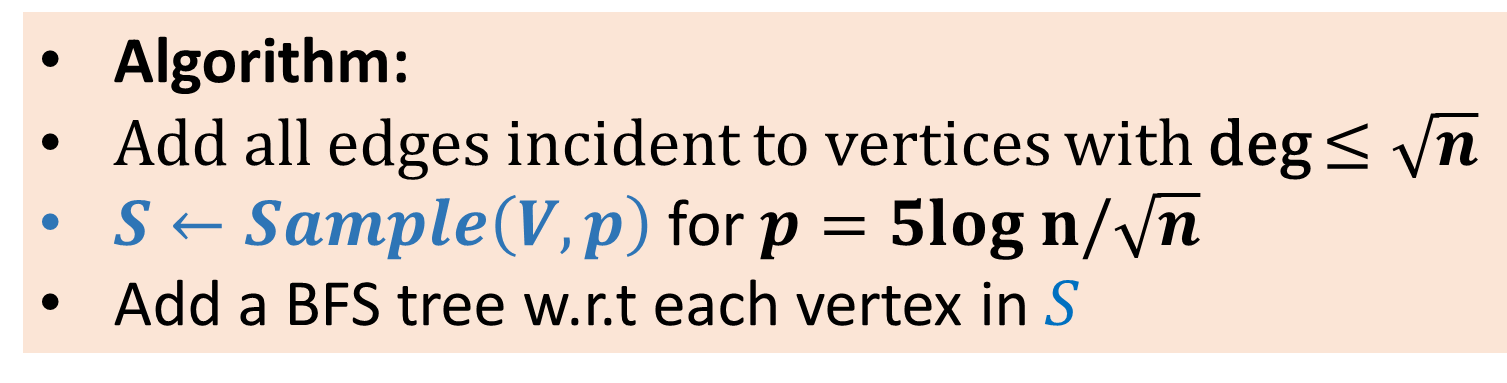 • Algorithm:
• Add all edges incident to vertices with deg ≤ √n
• S ← Sample(V, p) for p = 5log n/√n
• Add a BFS tree w.r.t each vertex in S